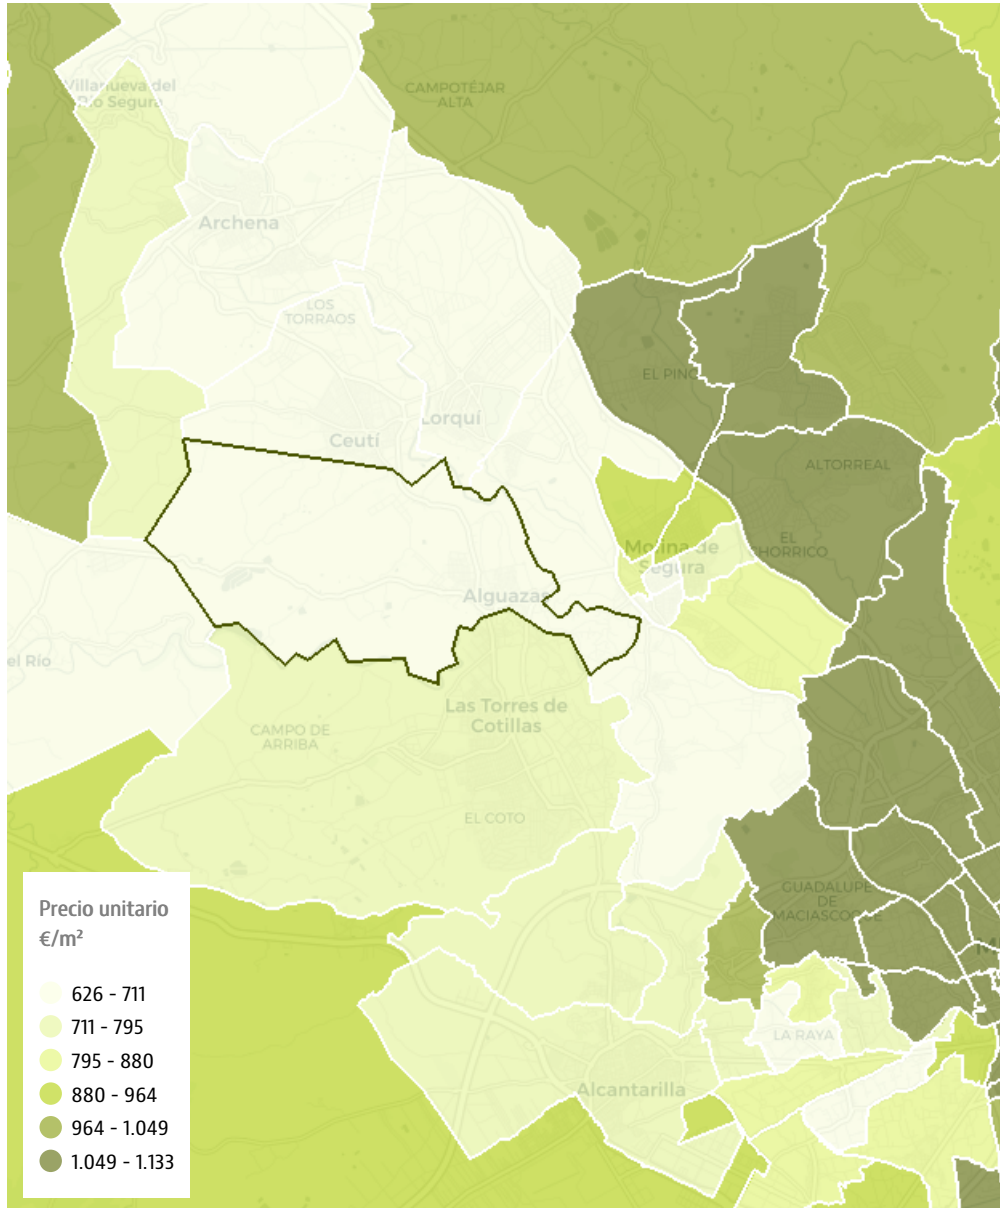 Villanueva del
Río Segura
CAMPOTÉJAR
ALTA
Archena
LOS
TORRAOS
EL PINO
Lorquí
Ceutí
ALTORREAL
EL
CHORRICO
Molina de
Segura
Alguazas
el Río
Las Torres de
Cotillas
CAMPO DE
ARRIBA
EL COTO
GUADALUPE
DE
MACIASCOQUE
M
LA RAYA
Alcantarilla
Precio unitario
€/m²
626 - 711
711 - 795
795 - 880
880 - 964
964 - 1.049
1.049 - 1.133